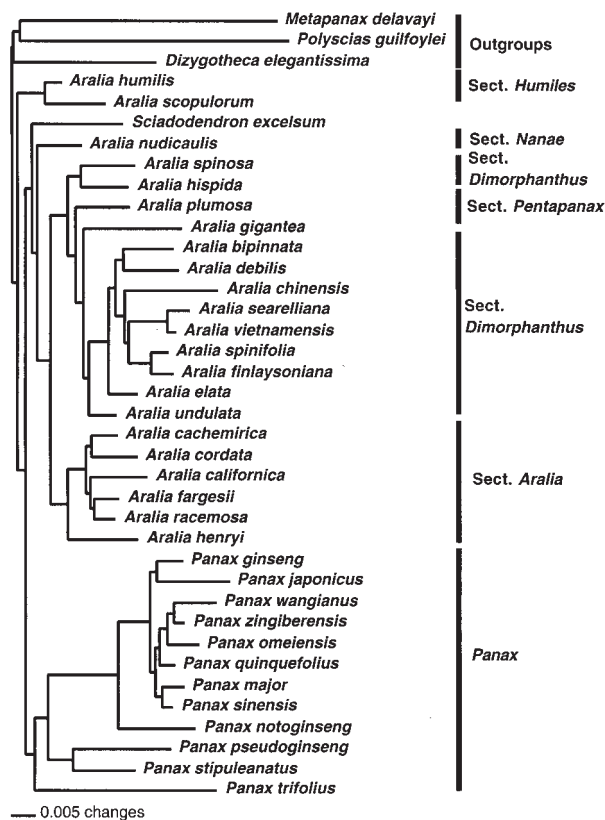 Metapanax delavayi
Polyscias guilfoylei
Outgroups
Dizygotheca elegantissima
Aralia humilis
Sect. Humiles
Aralia scopulorum
Sciadodendron excelsum
Aralia nudicaulis
Sect. Nanae
Aralia spinosa
Sect.
Dimorphanthus
Aralia hispida
Aralia plumosa
Sect. Pentapanax
Aralia gigantea
Aralia bipinnata
Aralia debilis
Aralia chinensis
Aralia searelliana
Sect.
Dimorphanthus
Aralia vietnamensis
Aralia spinifolia
Aralia finlaysoniana
Aralia elata
Aralia undulata
Aralia cachemirica
Aralia cordata
Aralia californica
Sect. Aralia
Aralia fargesii
Aralia racemosa
Aralia henryi
Panax ginseng
Panax japonicus
Panax wangianus
Panax zingiberensis
Panax omeiensis
Panax
Panax quinquefolius
Panax major
Panax sinensis
Panax notoginseng
Panax pseudoginseng
Panax stipuleanatus
Panax trifolius
0.005 changes